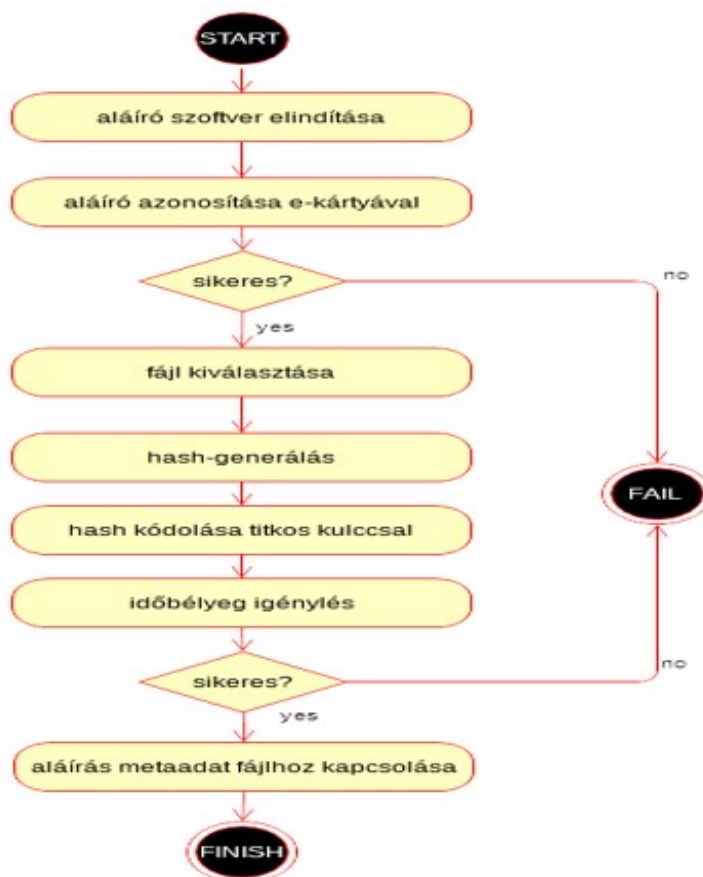 START
aláíró szoftver elindítása
aláíró azonosítása e-kártyával
sikeres?
no
yes
fájl kiválasztása
hash-generálás
FAIL
hash kódolása titkos kulccsal
időbélyeg igénylés
sikeres?
no
yes
aláírás metaadat fájlhoz kapcsolása
FINISH